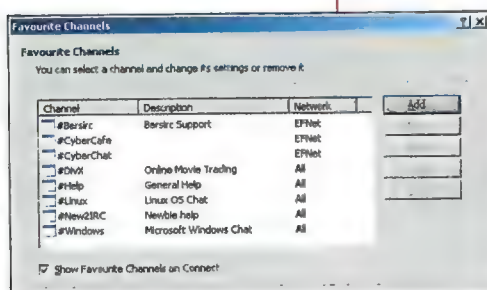 Favourite Channels
Favourite Channels
You can select a channel and change its settings or remove it
Channel Description Network Add
#Bersirc Bersirc Support EFNet
#CyberCafe EFNet
#CyberChat EFNet
#DivX Online Movie Trading All
#Help General Help All
#Linux Linux OS Chat All
#New2IRC Newbie help All
#Windows Microsoft Windows Chat All
Show Favourite Channels on Connect